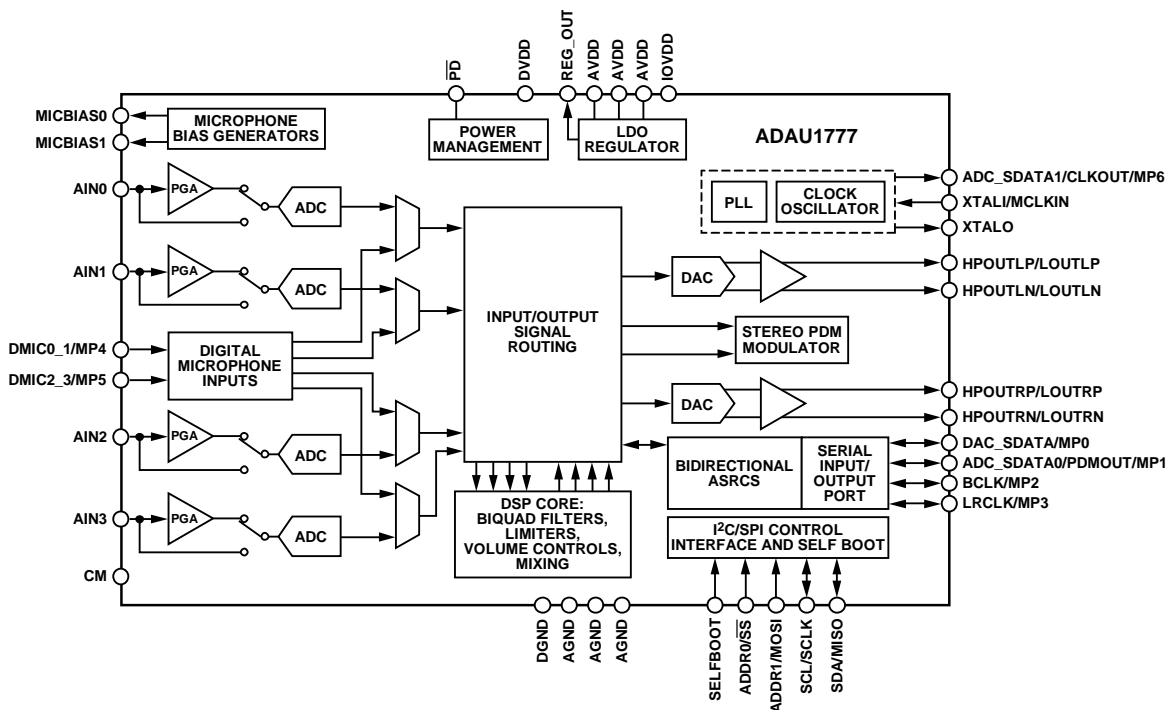 PD
DVDD
REG_OUT
AVDD
AVDD
AVDD
IOVDD
MICBIAS0
MICBIAS1
MICROPHONE
BIAS GENERATORS
POWER
MANAGEMENT
LDO
REGULATOR
ADAU1777
AIN0
PGA
ADC
PLL
CLOCK
OSCILLATOR
ADC_SDATA1/CLKOUT/MP6
XTALI/MCLKIN
XTALO
AIN1
PGA
ADC
DAC
HPOUTLP/LOUTLP
HPOUTLN/LOUTLN
INPUT/OUTPUT
SIGNAL
ROUTING
DMIC0_1/MP4
DMIC2_3/MP5
DIGITAL
MICROPHONE
INPUTS
STEREO PDM
MODULATOR
DAC
HPOUTRP/LOUTRP
HPOUTRN/LOUTRN
AIN2
PGA
ADC
BIDIRECTIONAL
ASRCS
SERIAL
INPUT/
OUTPUT
PORT
DAC_SDATA/MP0
ADC_SDATA0/PDMOUT/MP1
BCLK/MP2
LRCLK/MP3
AIN3
PGA
ADC
DSP CORE:
BIQUAD FILTERS,
LIMITERS,
VOLUME CONTROLS,
MIXING
I2C/SPI CONTROL
INTERFACE AND SELF BOOT
CM
DGND
AGND
AGND
AGND
SELFBOOT
ADDR0/SS
ADDR1/MOSI
SCL/SCLK
SDA/MISO